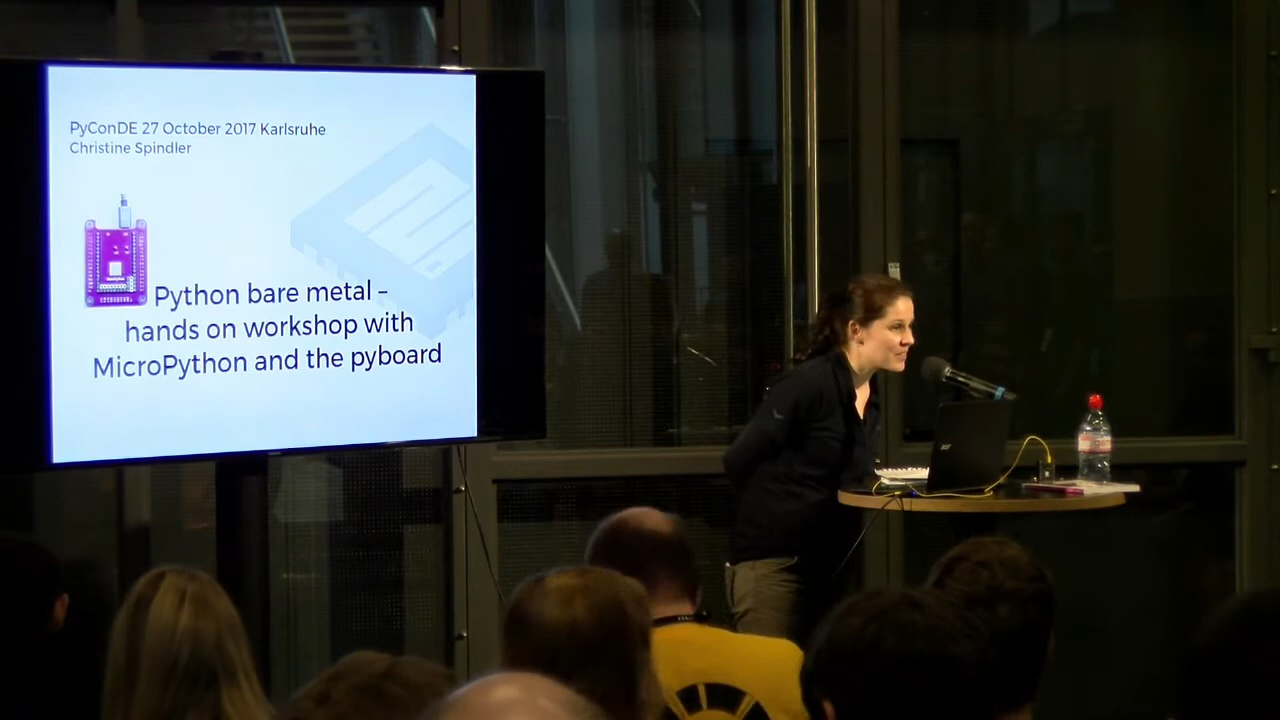 PyConDE 27 October 2017 Karlsruhe
Christine Spindler
Python bare metal –
hands on workshop with
MicroPython and the pyboard